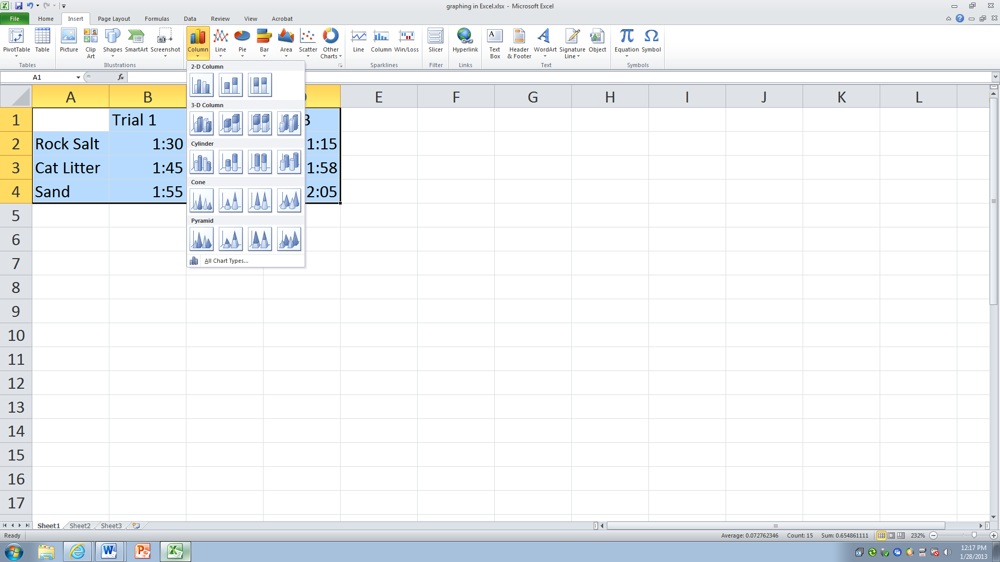 graphing in Excel.xlsx - Microsoft Excel
File Home Insert Page Layout Formulas Data Review View Acrobat
PivotTable Table Picture Clip Art Shapes SmartArt Screenshot Column Line Pie Bar Area Scatter Other Charts Line Column Win/Loss Slicer Hyperlink Text Box Header & Footer WordArt Signature Line Object Equation Symbol
Tables Illustrations Sparklines Filter Links Text Symbols
A1 fx
2-D Column
3-D Column
Cylinder
Cone
Pyramid
All Chart Types...
A B E F G H I J K L
1 Trial 1 3
2 Rock Salt 1:30 1:15
3 Cat Litter 1:45 1:58
4 Sand 1:55 2:05
5
6
7
8
9
10
11
12
13
14
15
16
17
Sheet1 Sheet2 Sheet3
Ready Average: 0.072762346 Count: 15 Sum: 0.654861111 232%
12:17 PM
1/28/2013